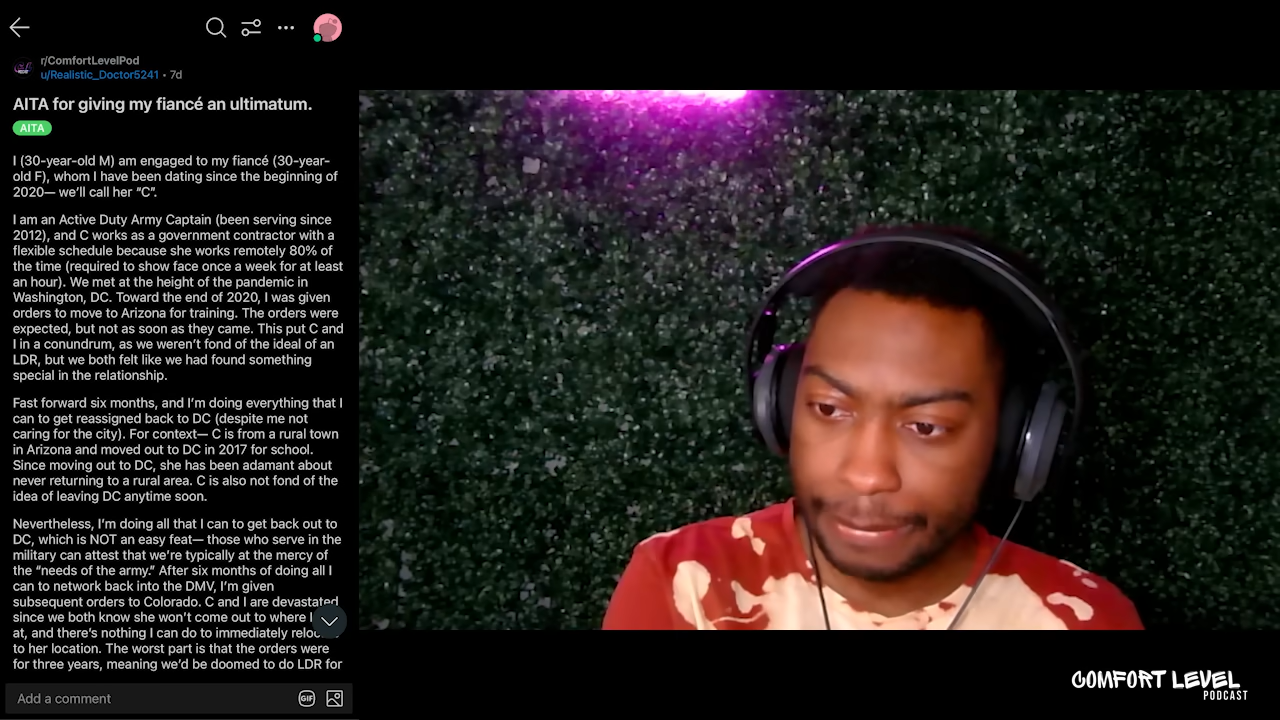 r/ComfortLevelPod
u/Realistic_Doctor5241 • 7d
AITA for giving my fiancé an ultimatum.
AITA
I (30-year-old M) am engaged to my fiancé (30-year-
old F), whom I have been dating since the beginning of
2020— we’ll call her “C”.
I am an Active Duty Army Captain (been serving since
2012), and C works as a government contractor with a
flexible schedule because she works remotely 80% of
the time (required to show face once a week for at least
an hour). We met at the height of the pandemic in
Washington, DC. Toward the end of 2020, I was given
orders to move to Arizona for training. The orders were
expected, but not as soon as they came. This put C and
I in a conundrum, as we weren’t fond of the ideal of an
LDR, but we both felt like we had found something
special in the relationship.
Fast forward six months, and I’m doing everything that I
can to get reassigned back to DC (despite me not
caring for the city). For context— C is from a rural town
in Arizona and moved out to DC in 2017 for school.
Since moving out to DC, she has been adamant about
never returning to a rural area. C is also not fond of the
idea of leaving DC anytime soon.
Nevertheless, I’m doing all that I can to get back out to
DC, which is NOT an easy feat— those who serve in the
military can attest that we’re typically at the mercy of
the “needs of the army.” After six months of doing all I
can to network back into the DMV, I’m given
subsequent orders to Colorado. C and I are devastated
since we both know she won’t come out to where
at, and there’s nothing I can do to immediately
to her location. The worst part is that the orders were
for three years, meaning we’d be doomed to do LDR for
Add a comment
GIF
COMFORT LEVEL
PODCAST